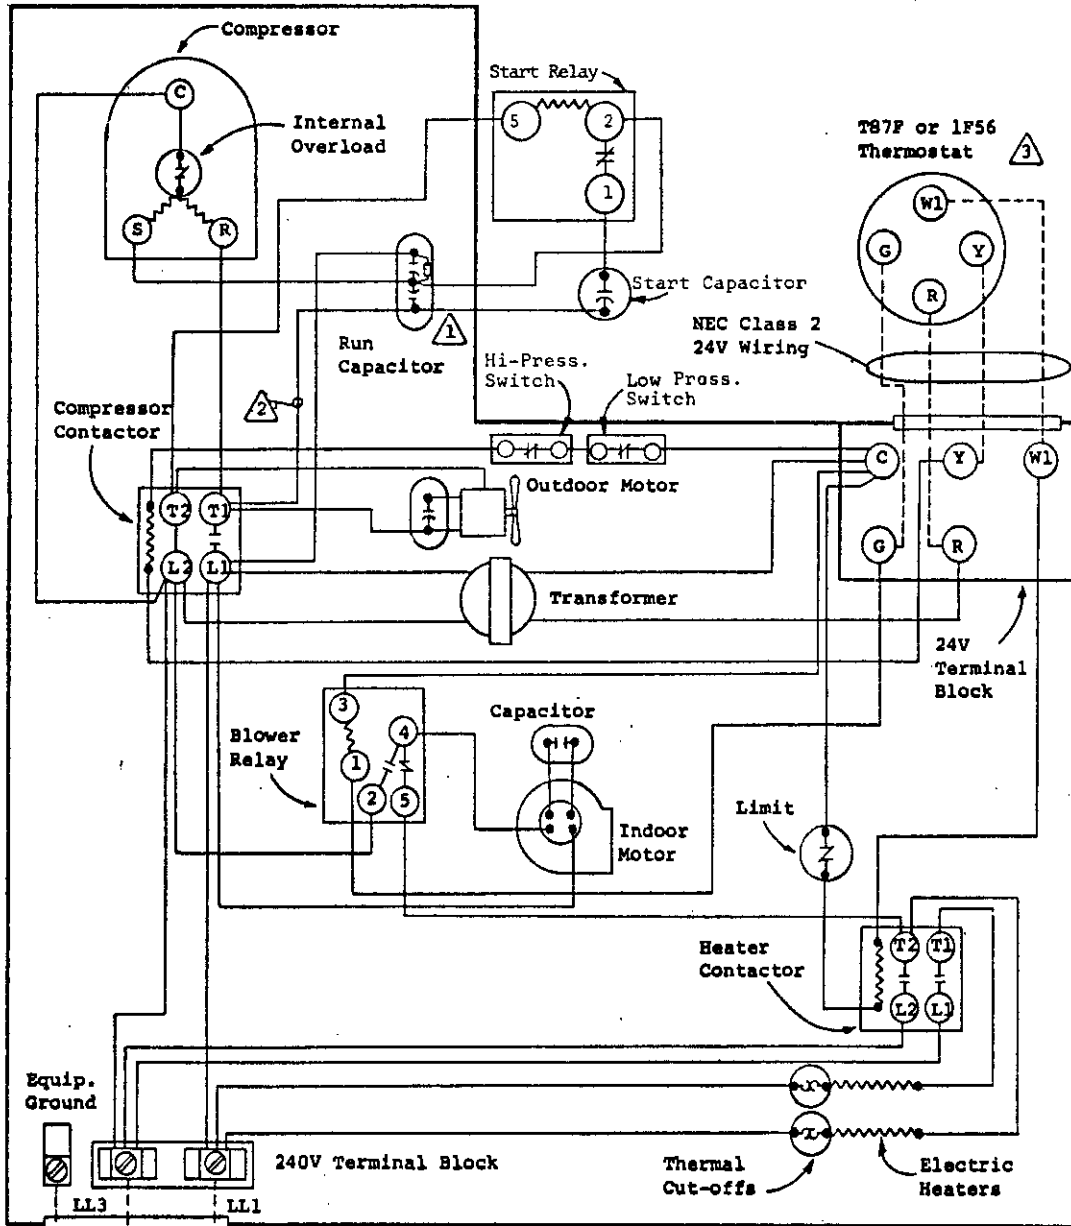 Compressor
C
Internal
Overload
S
R
Start Relay
5
2
1
T87F or 1F56
Thermostat
3
W1
G
Y
R
Start Capacitor
NEC Class 2
24V Wiring
Run
Capacitor
1
Hi-Press.
Switch
Low Press.
Switch
2
Compressor
Contactor
C
Y
W1
Outdoor Motor
T2
T1
G
R
L2
L1
Transformer
24V
Terminal
Block
3
4
1
2
5
Blower
Relay
Capacitor
Indoor
Motor
Limit
Heater
Contactor
T2
T1
L2
L1
Equip.
Ground
240V Terminal Block
LL3
LL1
Thermal
Cut-offs
Electric
Heaters